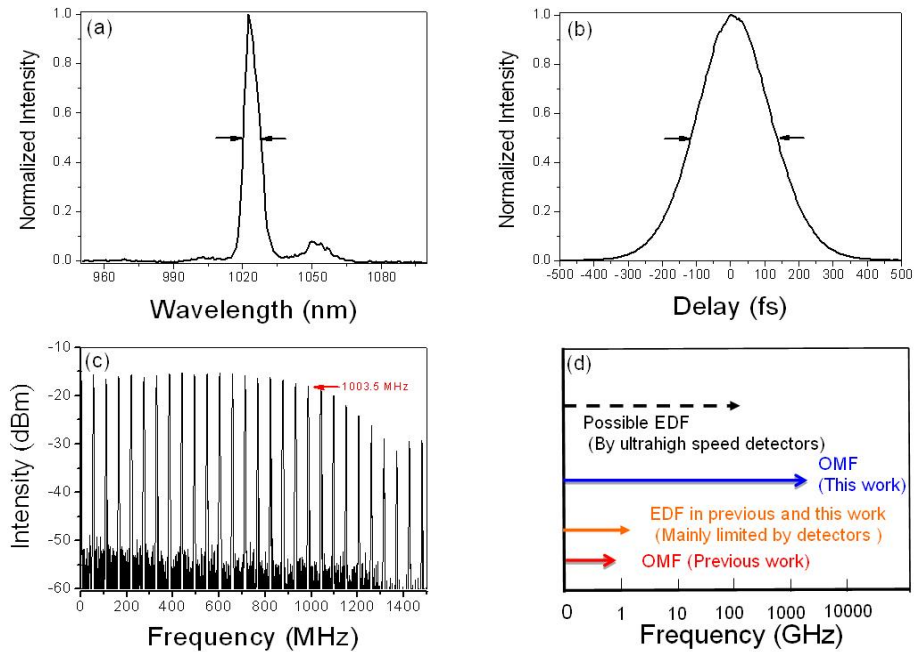 (a)
Normalized Intensity
1.0
0.8
0.6
0.4
0.2
0.0
960 990 1020 1050 1080
Wavelength (nm)
(b)
Normalized Intensity
1.0
0.8
0.6
0.4
0.2
0.0
-500 -400 -300 -200 -100 0 100 200 300 400 500
Delay (fs)
(c)
Intensity (dBm)
-10
-20
-30
-40
-50
-60
1003.5 MHz
0 200 400 600 800 1000 1200 1400
Frequency (MHz)
(d)
Possible EDF
(By ultrahigh speed detectors)
OMF
(This work)
EDF in previous and this work
(Mainly limited by detectors )
OMF (Previous work)
0 1 10 100 1000 10000
Frequency (GHz)